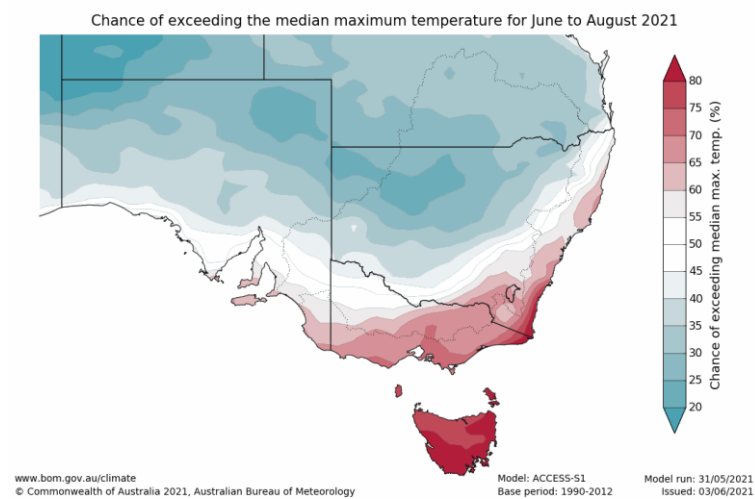 Chance of exceeding the median maximum temperature for June to August 2021
80
75
70
65
60
55
50
45
40
35
30
25
20
Chance of exceeding median max. temp. (%)
www.bom.gov.au/climate
© Commonwealth of Australia 2021, Australian Bureau of Meteorology
Model: ACCESS-S1
Base period: 1990-2012
Model run: 31/05/2021
Issued: 03/06/2021